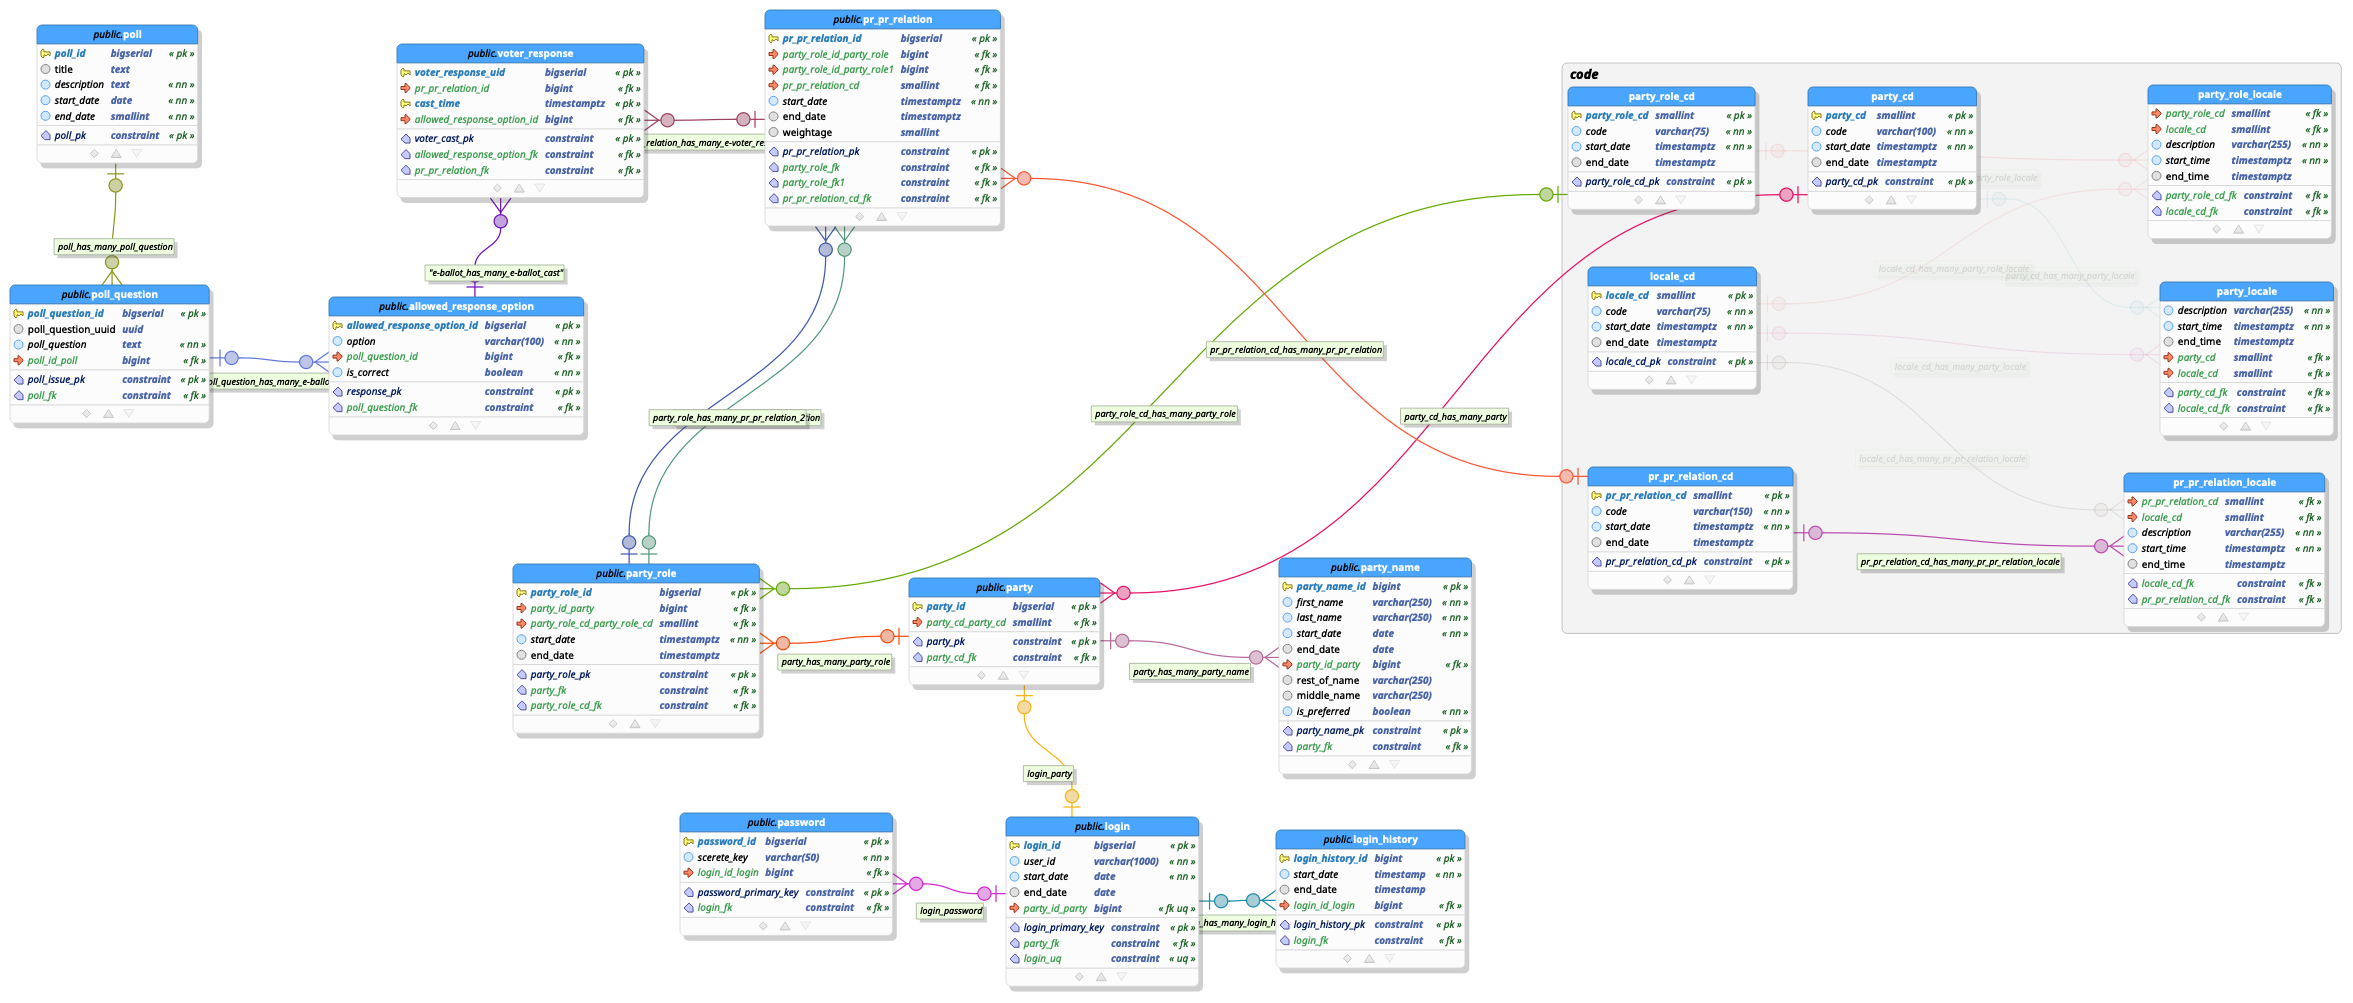 public.poll
poll_id bigserial « pk »
title text
description text « nn »
start_date date « nn »
end_date smallint « nn »
poll_pk constraint « pk »
poll_has_many_poll_question
public.poll_question
poll_question_id bigserial « pk »
poll_question_uuid uuid
poll_question text « nn »
poll_id_poll bigint « fk »
poll_issue_pk constraint « pk »
poll_fk constraint « fk »
oll_question_has_many_e-ballo
public.voter_response
voter_response_uid bigserial « pk »
pr_pr_relation_id bigint « fk »
cast_time timestamptz « pk »
allowed_response_option_id bigint « fk »
voter_cast_pk constraint « pk »
allowed_response_option_fk constraint « fk »
pr_pr_relation_fk constraint « fk »
"e-ballot_has_many_e-ballot_cast"
public.allowed_response_option
allowed_response_option_id bigserial « pk »
option varchar(100) « nn »
poll_question_id bigint « fk »
is_correct boolean « nn »
response_pk constraint « pk »
poll_question_fk constraint « fk »
_relation_has_many_e-voter_re
public.pr_pr_relation
pr_pr_relation_id bigserial « pk »
party_role_id_party_role bigint « fk »
party_role_id_party_role1 bigint « fk »
pr_pr_relation_cd smallint « fk »
start_date timestamptz « nn »
end_date timestamptz
weightage smallint
pr_pr_relation_pk constraint « pk »
party_role_fk constraint « fk »
party_role_fk1 constraint « fk »
pr_pr_relation_cd_fk constraint « fk »
party_role_has_many_pr_pr_relation_2 ion
pr_pr_relation_cd_has_many_pr_pr_relation
party_role_cd_has_many_party_role
party_cd_has_many_party
public.party_role
party_role_id bigserial « pk »
party_id_party bigint « fk »
party_role_cd_party_role_cd smallint « fk »
start_date timestamptz « nn »
end_date timestamptz
party_role_pk constraint « pk »
party_fk constraint « fk »
party_role_cd_fk constraint « fk »
party_has_many_party_role
public.party
party_id bigserial « pk »
party_cd_party_cd smallint « fk »
party_pk constraint « pk »
party_cd_fk constraint « fk »
party_has_many_party_name
public.party_name
party_name_id bigint « pk »
first_name varchar(250) « nn »
last_name varchar(250) « nn »
start_date date « nn »
end_date date
party_id_party bigint « fk »
rest_of_name varchar(250)
middle_name varchar(250)
is_preferred boolean « nn »
party_name_pk constraint « pk »
party_fk constraint « fk »
login_party
public.password
password_id bigserial « pk »
scerete_key varchar(50) « nn »
login_id_login bigint « fk »
password_primary_key constraint « pk »
login_fk constraint « fk »
login_password
public.login
login_id bigserial « pk »
user_id varchar(1000) « nn »
start_date date « nn »
end_date date
party_id_party bigint « fk uq »
login_primary_key constraint « pk »
party_fk constraint « fk »
login_uq constraint « uq »
_has_many_login_h
public.login_history
login_history_id bigint « pk »
start_date timestamp « nn »
end_date timestamp
login_id_login bigint « fk »
login_history_pk constraint « pk »
login_fk constraint « fk »
code
party_role_cd
party_role_cd smallint « pk »
code varchar(75) « nn »
start_date timestamptz « nn »
end_date timestamptz
party_role_cd_pk constraint « pk »
party_cd
party_cd smallint « pk »
code varchar(100) « nn »
start_date timestamptz « nn »
end_date timestamptz
party_cd_pk constraint « pk »
arty_role_locale
party_role_locale
party_role_cd smallint « fk »
locale_cd smallint « fk »
description varchar(255) « nn »
start_time timestamptz « nn »
end_time timestamptz
party_role_cd_fk constraint « fk »
locale_cd_fk constraint « fk »
locale_cd
locale_cd smallint « pk »
code varchar(75) « nn »
start_date timestamptz « nn »
end_date timestamptz
locale_cd_pk constraint « pk »
locale_cd_has_many_party_role_locale
party_cd_has_many_party_locale
locale_cd_has_many_party_locale
locale_cd_has_many_pr_pr_relation_locale
party_locale
description varchar(255) « nn »
start_time timestamptz « nn »
end_time timestamptz
party_cd smallint « fk »
locale_cd smallint « fk »
party_cd_fk constraint « fk »
locale_cd_fk constraint « fk »
pr_pr_relation_cd
pr_pr_relation_cd smallint « pk »
code varchar(150) « nn »
start_date timestamptz « nn »
end_date timestamptz
pr_pr_relation_cd_pk constraint « pk »
pr_pr_relation_cd_has_many_pr_pr_relation_locale
pr_pr_relation_locale
pr_pr_relation_cd smallint « fk »
locale_cd smallint « fk »
description varchar(255) « nn »
start_time timestamptz « nn »
end_time timestamptz
locale_cd_fk constraint « fk »
pr_pr_relation_cd_fk constraint « fk »